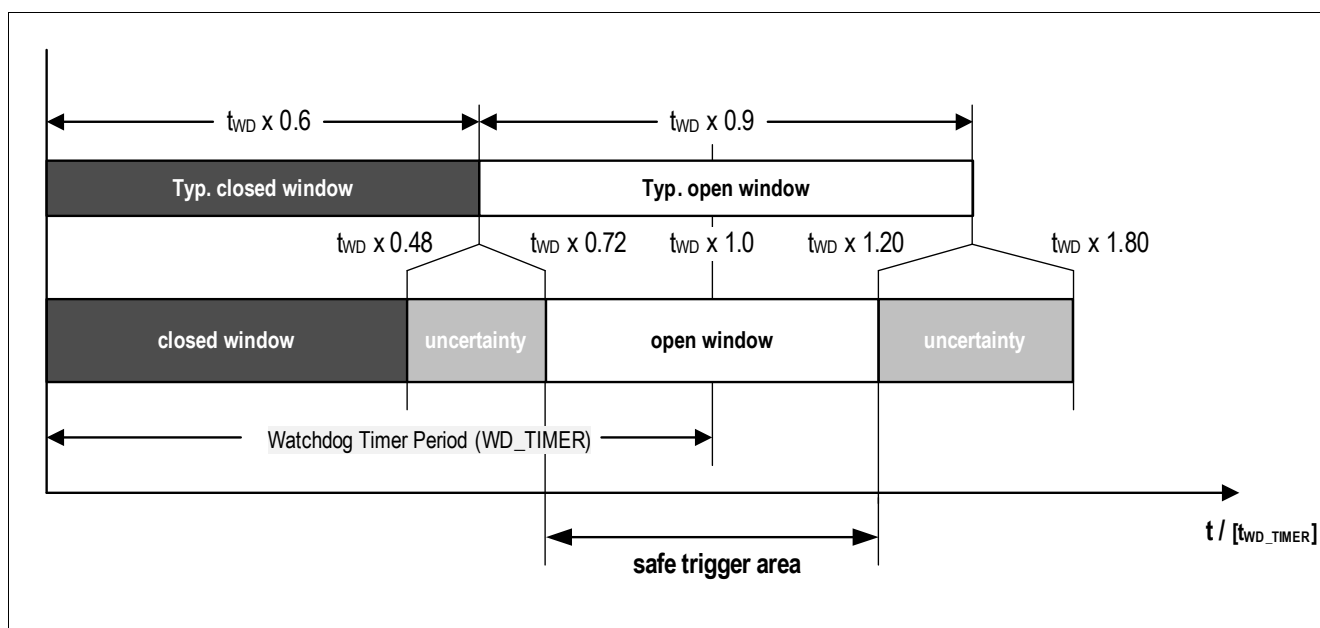 tWD x 0.6
tWD x 0.9
Typ. closed window
Typ. open window
tWD x 0.48
tWD x 0.72
tWD x 1.0
tWD x 1.20
tWD x 1.80
closed window
uncertainty
open window
uncertainty
Watchdog Timer Period (WD_TIMER)
t / [tWD_TIMER]
safe trigger area